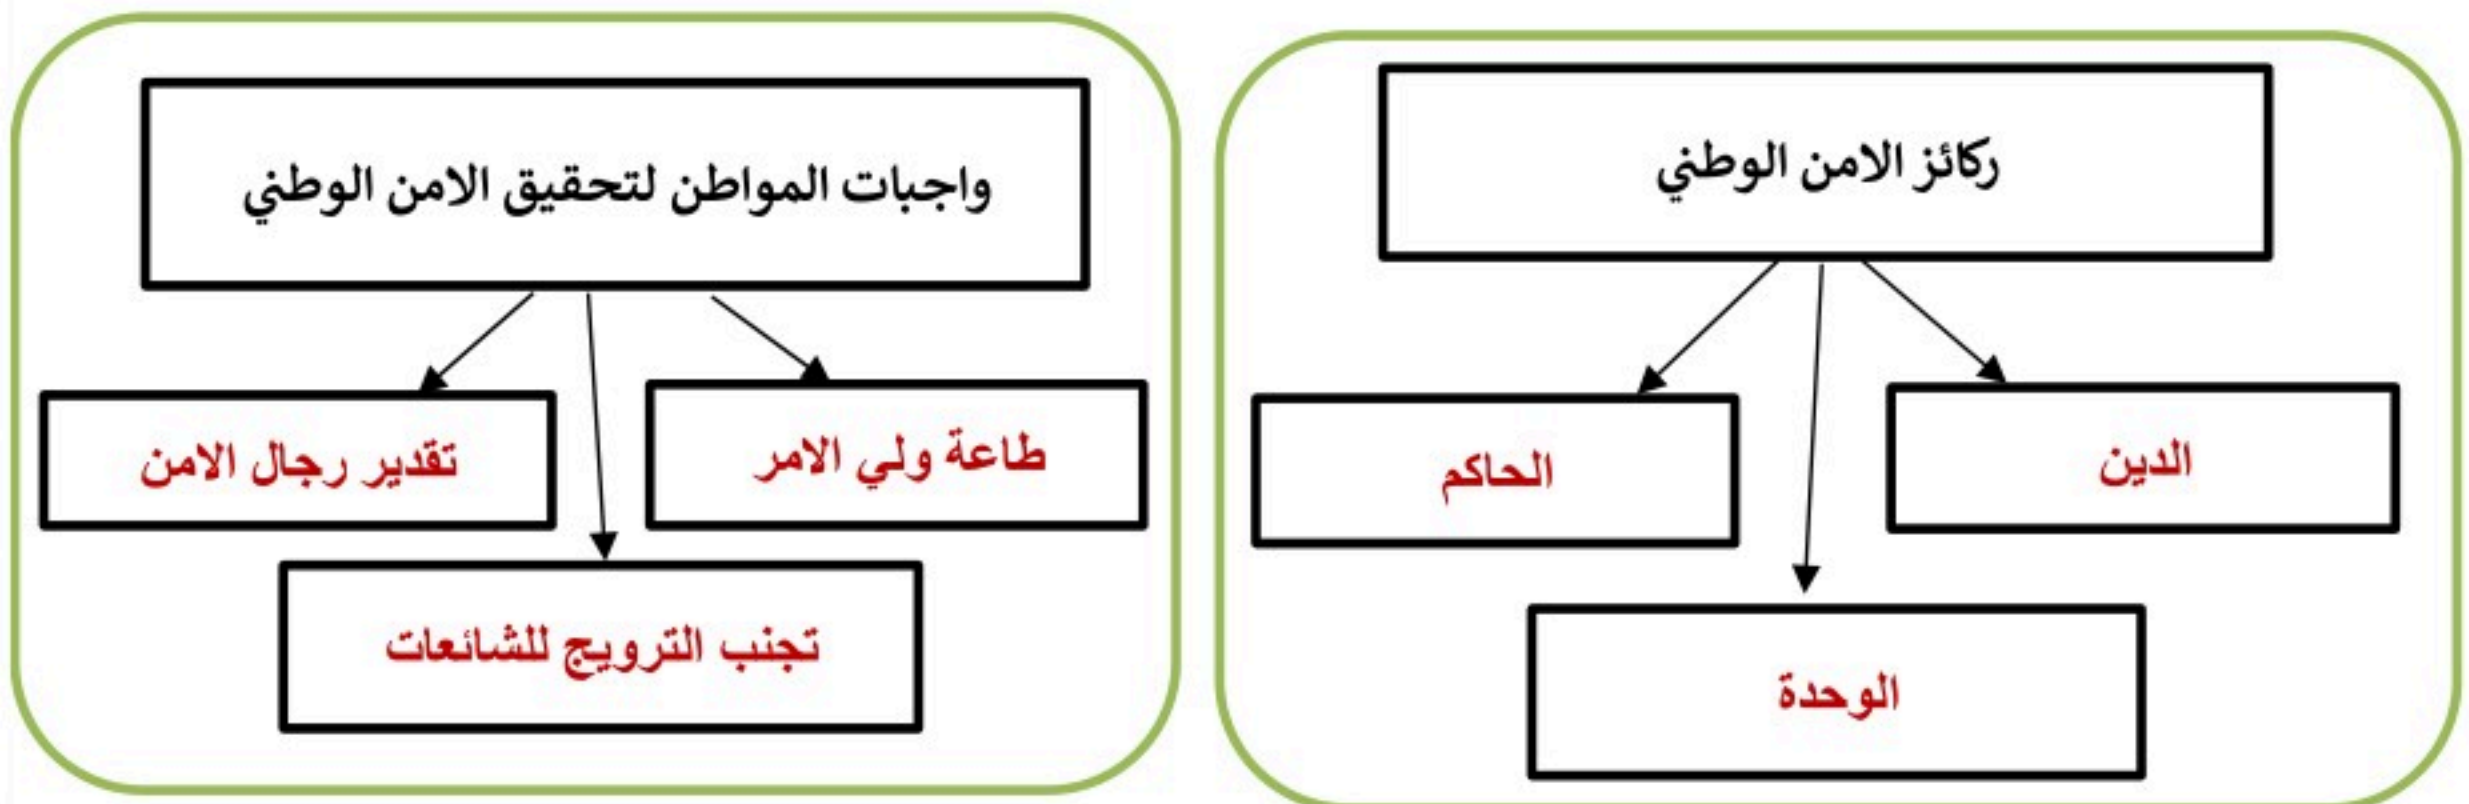 ركائز الامن الوطني
الدين
الحاكم
الوحدة
واجبات المواطن لتحقيق الامن الوطني
طاعة ولي الامر
تقدير رجال الامن
تجنب الترويج للشائعات